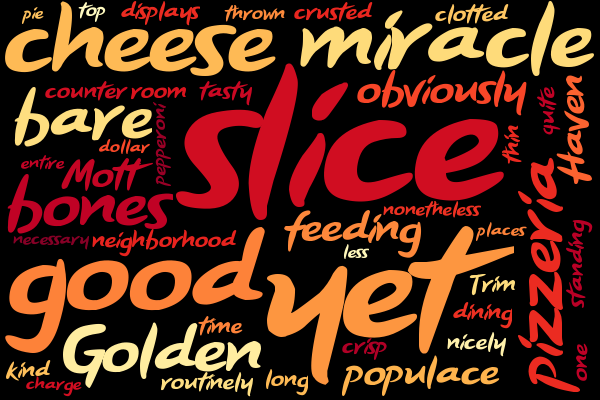 pie top displays thrown crusted clotted
cheese miracle
counter room tasty obviously quite Haven
bare slice thin
dollar pepperoni
entire Mott
bones nonetheless
necessary neighborhood feeding places
less
good yet Trim pizzeria standing
time dining
Golden crisp nicely one
kind charge routinely long populace